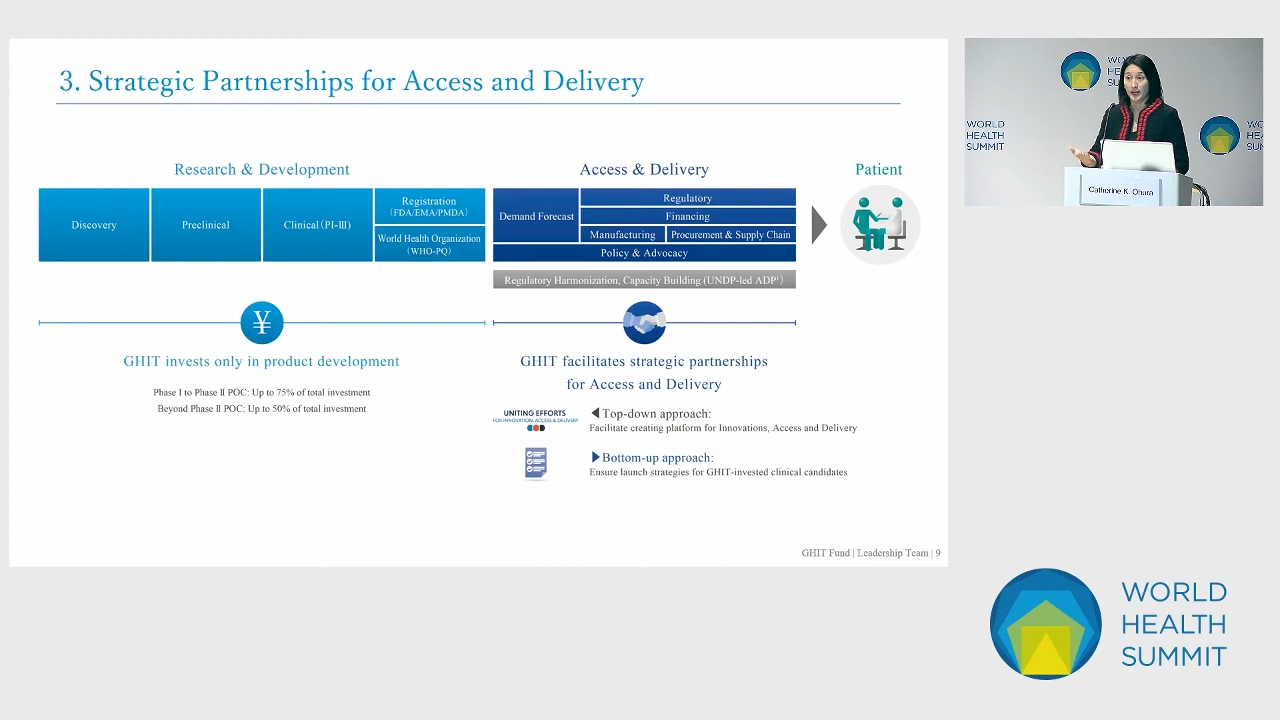 3. Strategic Partnerships for Access and Delivery
Research & Development
Access & Delivery
Patient
Discovery
Preclinical
Clinical (PI-III)
Registration
(FDA/EMA/PMDA)
World Health Organization
(WHO-PQ)
Demand Forecast
Regulatory
Financing
Manufacturing
Procurement & Supply Chain
Policy & Advocacy
Regulatory Harmonization, Capacity Building (UNDP-led ADP¹)
¥
GHIT invests only in product development
Phase I to Phase II POC: Up to 75% of total investment
Beyond Phase II POC: Up to 50% of total investment
GHIT facilitates strategic partnerships
for Access and Delivery
UNITING EFFORTS
FOR INNOVATION, ACCESS & DELIVERY
Top-down approach:
Facilitate creating platform for Innovations, Access and Delivery
Bottom-up approach:
Ensure launch strategies for GHIT-invested clinical candidates
GHIT Fund | Leadership Team | 9
WORLD
HEALTH
SUMMIT
Catherine K. Ohura
WORLD
HEALTH
SUMMIT